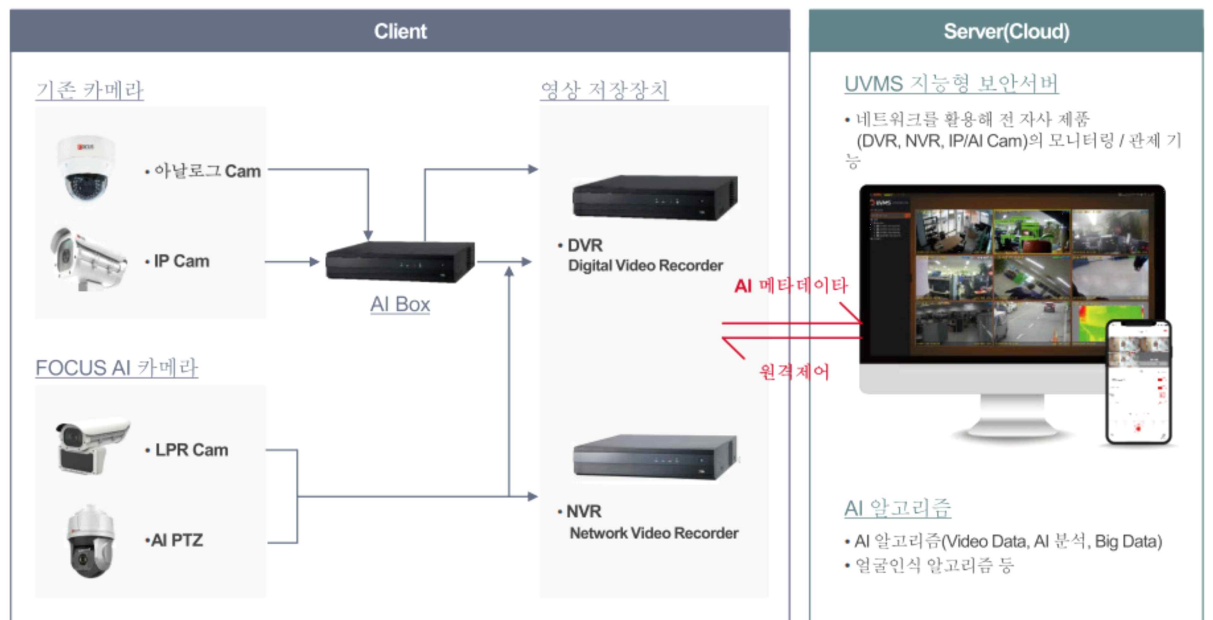 Client
Server(Cloud)
기존 카메라
영상 저장장치
UVMS 지능형 보안서버
• 네트워크를 활용해 전 자사 제품
(DVR, NVR, IP/AI Cam)의 모니터링 / 관제 기
능
• 아날로그 Cam
• IP Cam
AI Box
• DVR
Digital Video Recorder
UVMS
AI 메타데이타
원격제어
FOCUS AI 카메라
• LPR Cam
•AI PTZ
• NVR
Network Video Recorder
AI 알고리즘
• AI 알고리즘(Video Data, AI 분석, Big Data)
• 얼굴인식 알고리즘 등